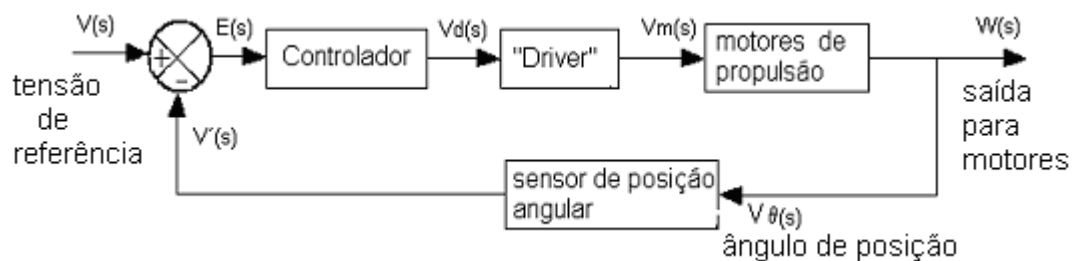 V(s)
E(s)
Vd(s)
Vm(s)
W(s)
+
-
Controlador
"Driver"
motores de
propulsão
tensão
de
referência
saída
para
motores
V´(s)
sensor de posição
angular
V θ(s)
ângulo de posição